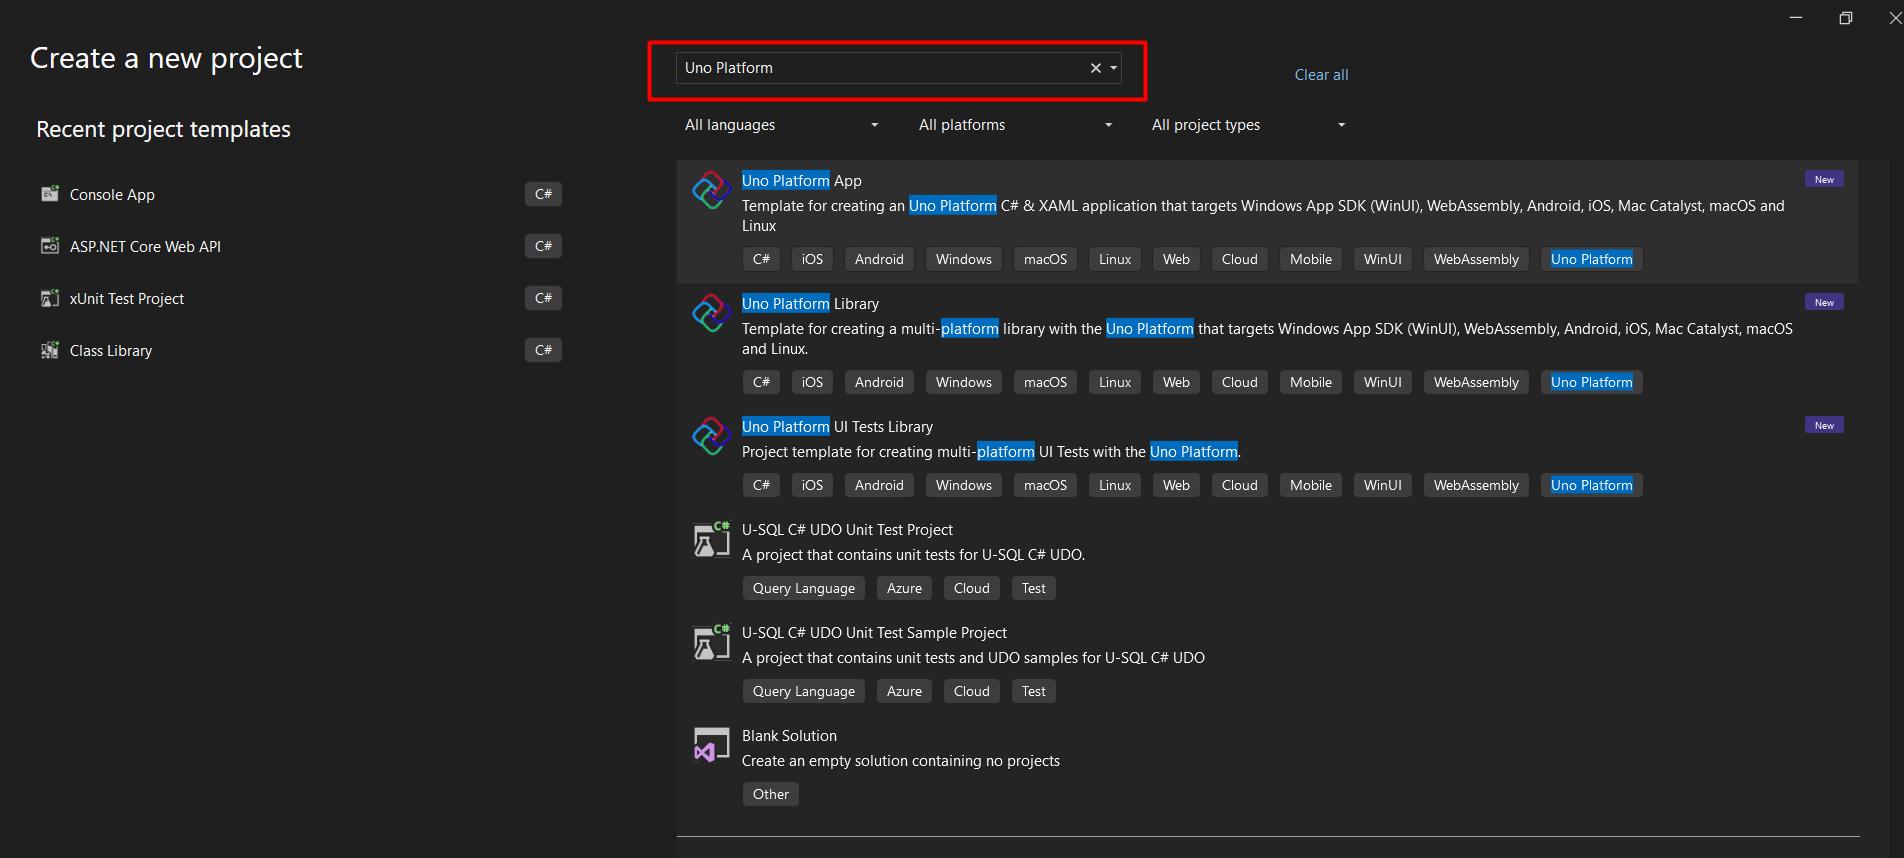 Create a new project
Recent project templates
Console App C#
ASP.NET Core Web API C#
xUnit Test Project C#
Class Library C#
Uno Platform
Clear all
All languages All platforms All project types
Uno Platform App New
Template for creating an Uno Platform C# & XAML application that targets Windows App SDK (WinUI), WebAssembly, Android, iOS, Mac Catalyst, macOS and
Linux
C# iOS Android Windows macOS Linux Web Cloud Mobile WinUI WebAssembly Uno Platform
Uno Platform Library New
Template for creating a multi-platform library with the Uno Platform that targets Windows App SDK (WinUI), WebAssembly, Android, iOS, Mac Catalyst, macOS
and Linux.
C# iOS Android Windows macOS Linux Web Cloud Mobile WinUI WebAssembly Uno Platform
Uno Platform UI Tests Library New
Project template for creating multi-platform UI Tests with the Uno Platform.
C# iOS Android Windows macOS Linux Web Cloud Mobile WinUI WebAssembly Uno Platform
U-SQL C# UDO Unit Test Project
A project that contains unit tests for U-SQL C# UDO.
Query Language Azure Cloud Test
U-SQL C# UDO Unit Test Sample Project
A project that contains unit tests and UDO samples for U-SQL C# UDO
Query Language Azure Cloud Test
Blank Solution
Create an empty solution containing no projects
Other